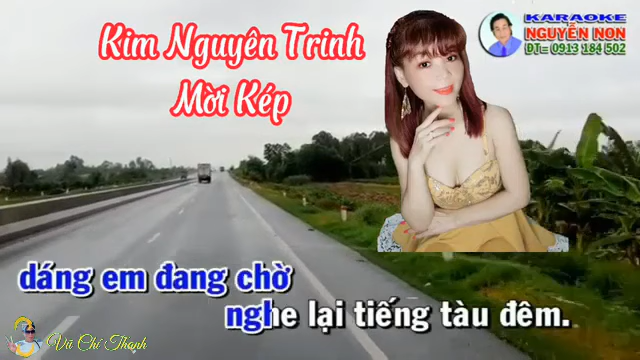 Kim Nguyên Trinh
Mời Kép
KARAOKE
NGUYỄN NON
ĐT= 0913 184 502
dáng em đang chờ
nghe lại tiếng tàu đêm.
Vũ Chí Thanh